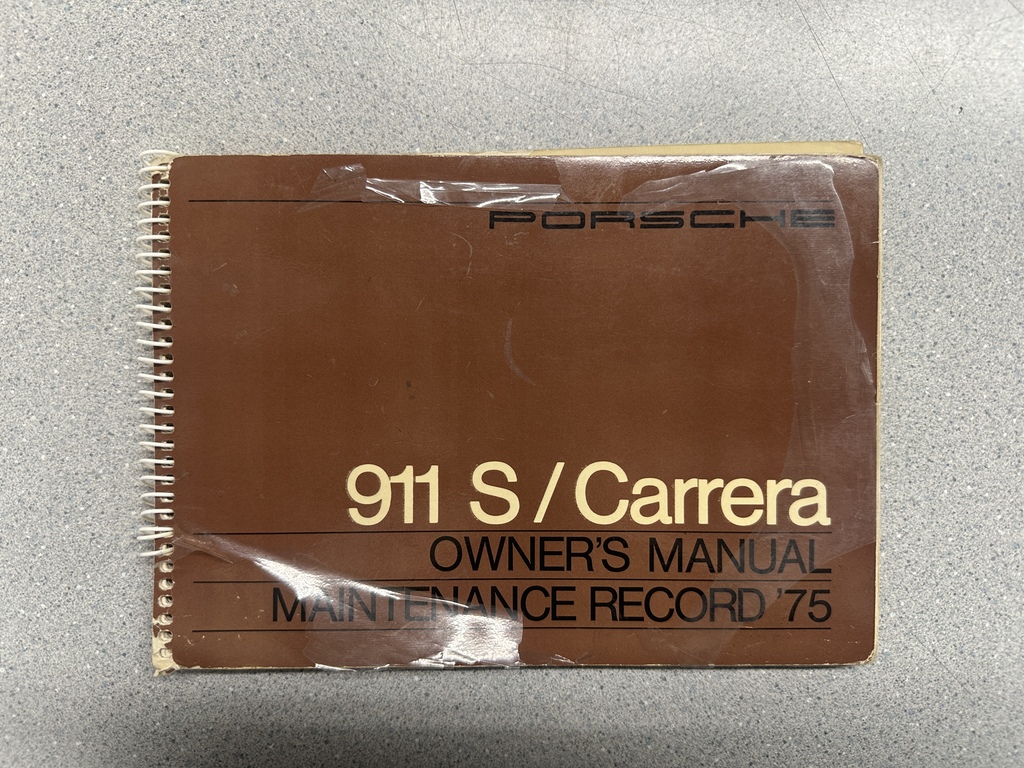 PORSCHE
911 S / Carrera
OWNER'S MANUAL
MAINTENANCE RECORD '75